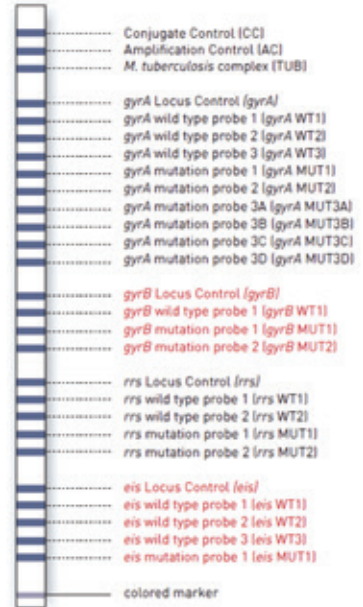 Conjugate Control (CC)
Amplification Control (AC)
M. tuberculosis complex (TUB)
gyrA Locus Control (gyrA)
gyrA wild type probe 1 (gyrA WT1)
gyrA wild type probe 2 (gyrA WT2)
gyrA wild type probe 3 (gyrA WT3)
gyrA mutation probe 1 (gyrA MUT1)
gyrA mutation probe 2 (gyrA MUT2)
gyrA mutation probe 3A (gyrA MUT3A)
gyrA mutation probe 3B (gyrA MUT3B)
gyrA mutation probe 3C (gyrA MUT3C)
gyrA mutation probe 3D (gyrA MUT3D)
gyrB Locus Control (gyrB)
gyrB wild type probe 1 (gyrB WT1)
gyrB mutation probe 1 (gyrB MUT1)
gyrB mutation probe 2 (gyrB MUT2)
rrs Locus Control (rrs)
rrs wild type probe 1 (rrs WT1)
rrs wild type probe 2 (rrs WT2)
rrs mutation probe 1 (rrs MUT1)
rrs mutation probe 2 (rrs MUT2)
eis Locus Control (eis)
eis wild type probe 1 (eis WT1)
eis wild type probe 2 (eis WT2)
eis wild type probe 3 (eis WT3)
eis mutation probe 1 (eis MUT1)
colored marker